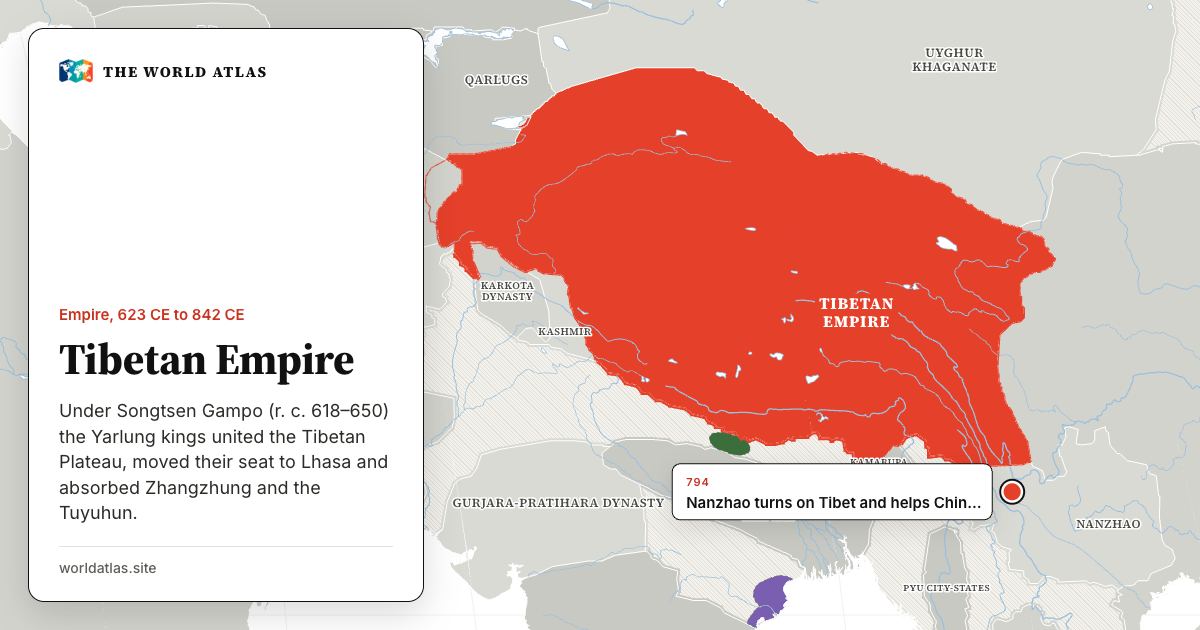 THE WORLD ATLAS
Empire, 623 CE to 842 CE
Tibetan Empire
Under Songtsen Gampo (r. c. 618–650)
the Yarlung kings united the Tibetan
Plateau, moved their seat to Lhasa and
absorbed Zhangzhung and the
Tuyuhun.
worldatlas.site
QARLUGS
UYGHUR
KHAGANATE
KARKOTA
DYNASTY
KASHMIR
TIBETAN
EMPIRE
KAMARUPA
794
Nanzhao turns on Tibet and helps Chin...
GURJARA-PRATIHARA DYNASTY
NANZHAO
PYU CITY-STATES